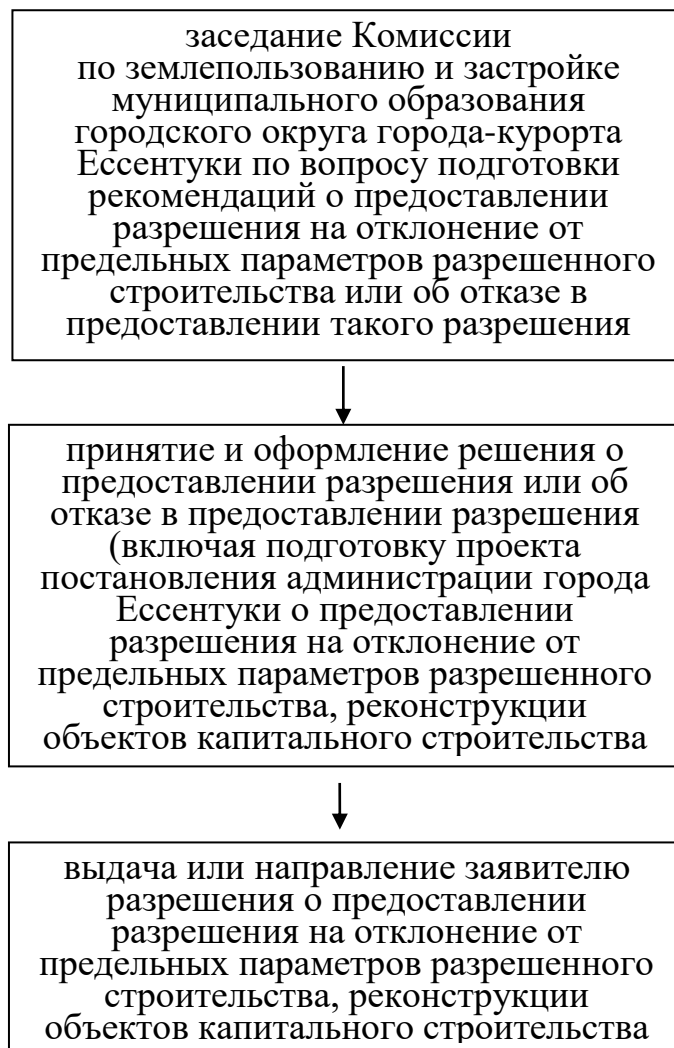 заседание Комиссии
по землепользованию и застройке
муниципального образования
городского округа города-курорта
Ессентуки по вопросу подготовки
рекомендаций о предоставлении
разрешения на отклонение от
предельных параметров разрешенного
строительства или об отказе в
предоставлении такого разрешения
принятие и оформление решения о
предоставлении разрешения или об
отказе в предоставлении разрешения
(включая подготовку проекта
постановления администрации города
Ессентуки о предоставлении
разрешения на отклонение от
предельных параметров разрешенного
строительства, реконструкции
объектов капитального строительства
выдача или направление заявителю
разрешения о предоставлении
разрешения на отклонение от
предельных параметров разрешенного
строительства, реконструкции
объектов капитального строительства